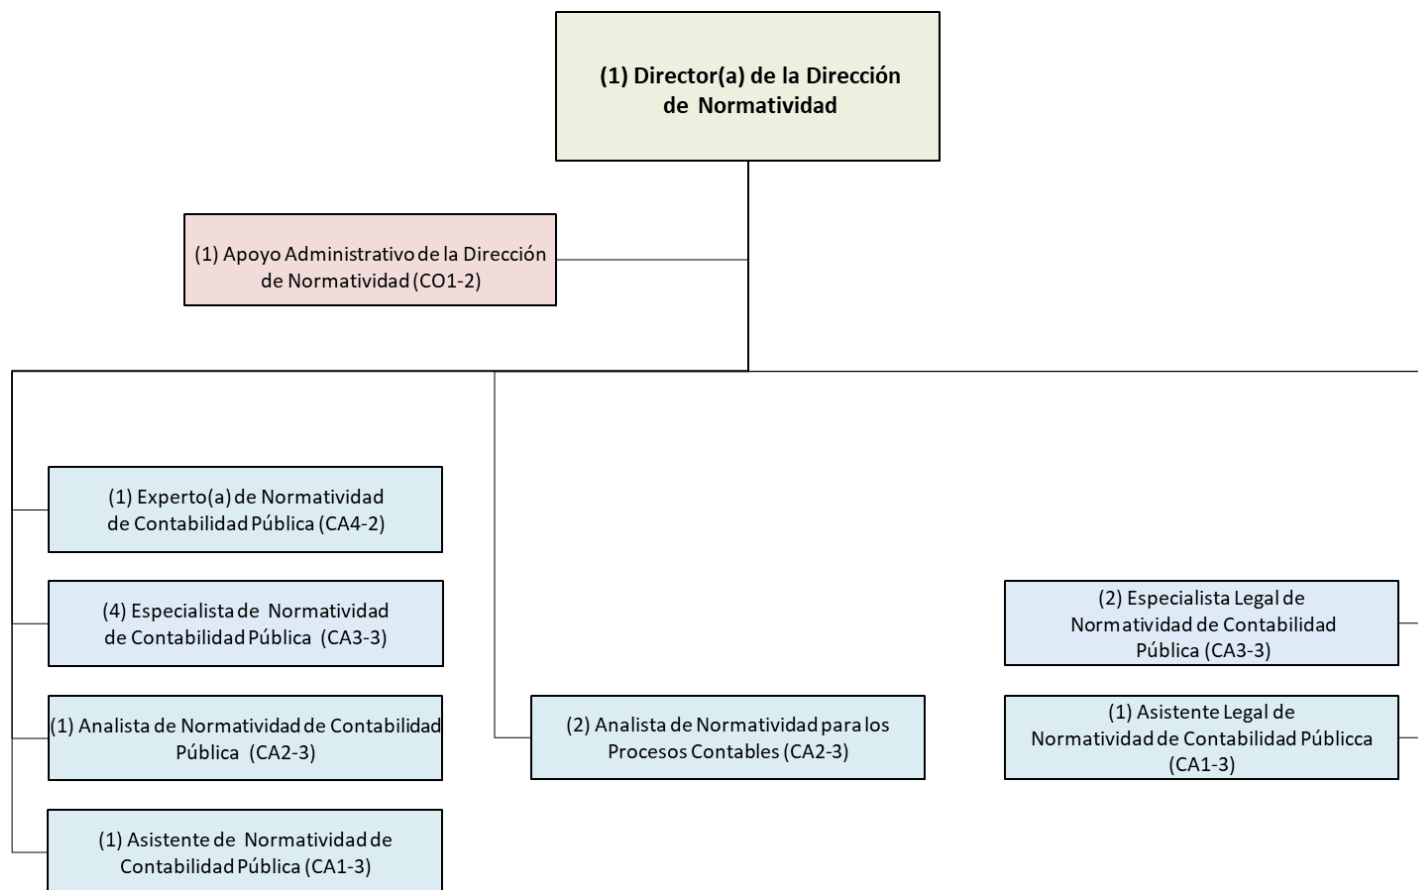 (1) Director(a) de la Dirección
de Normatividad
(1) Apoyo Administrativo de la Dirección
de Normatividad (CO1-2)
(1) Experto(a) de Normatividad
de Contabilidad Pública (CA4-2)
(4) Especialista de Normatividad
de Contabilidad Pública (CA3-3)
(1) Analista de Normatividad de Contabilidad
Pública (CA2-3)
(1) Asistente de Normatividad de
Contabilidad Pública (CA1-3)
(2) Analista de Normatividad para los
Procesos Contables (CA2-3)
(2) Especialista Legal de
Normatividad de Contabilidad
Pública (CA3-3)
(1) Asistente Legal de
Normatividad de Contabilidad Públicca
(CA1-3)